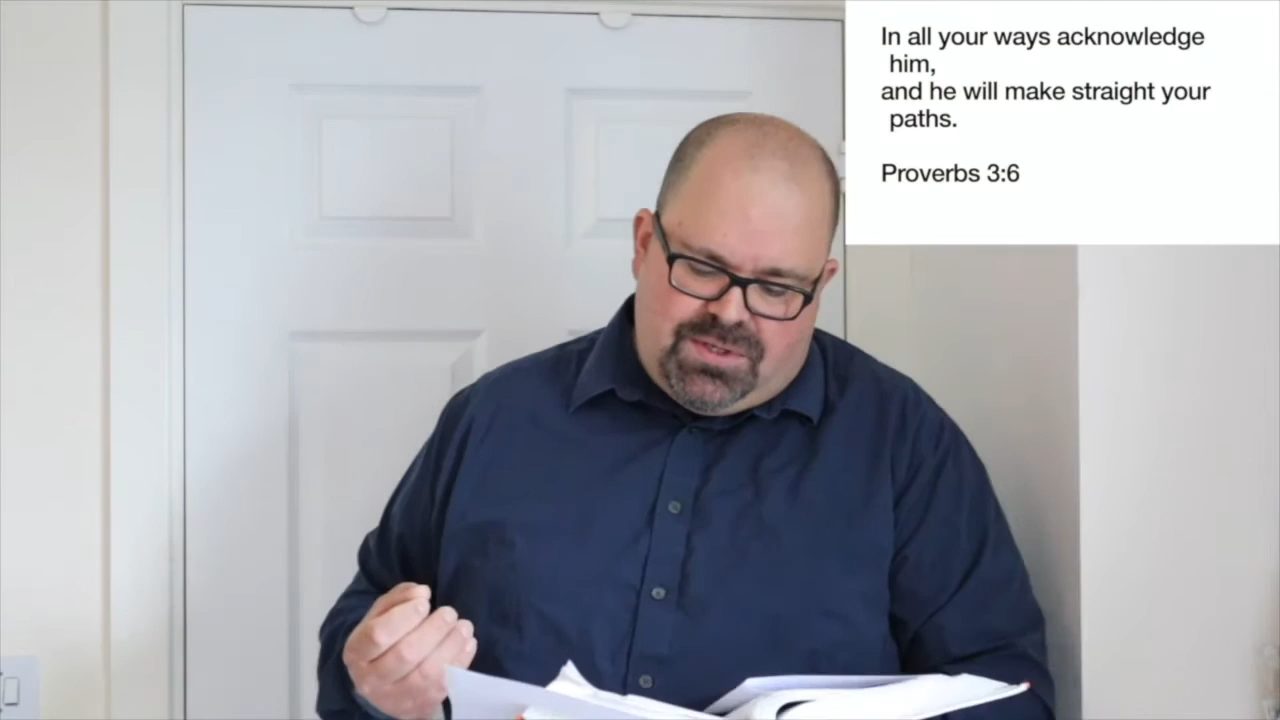 In all your ways acknowledge
him,
and he will make straight your
paths.
Proverbs 3:6